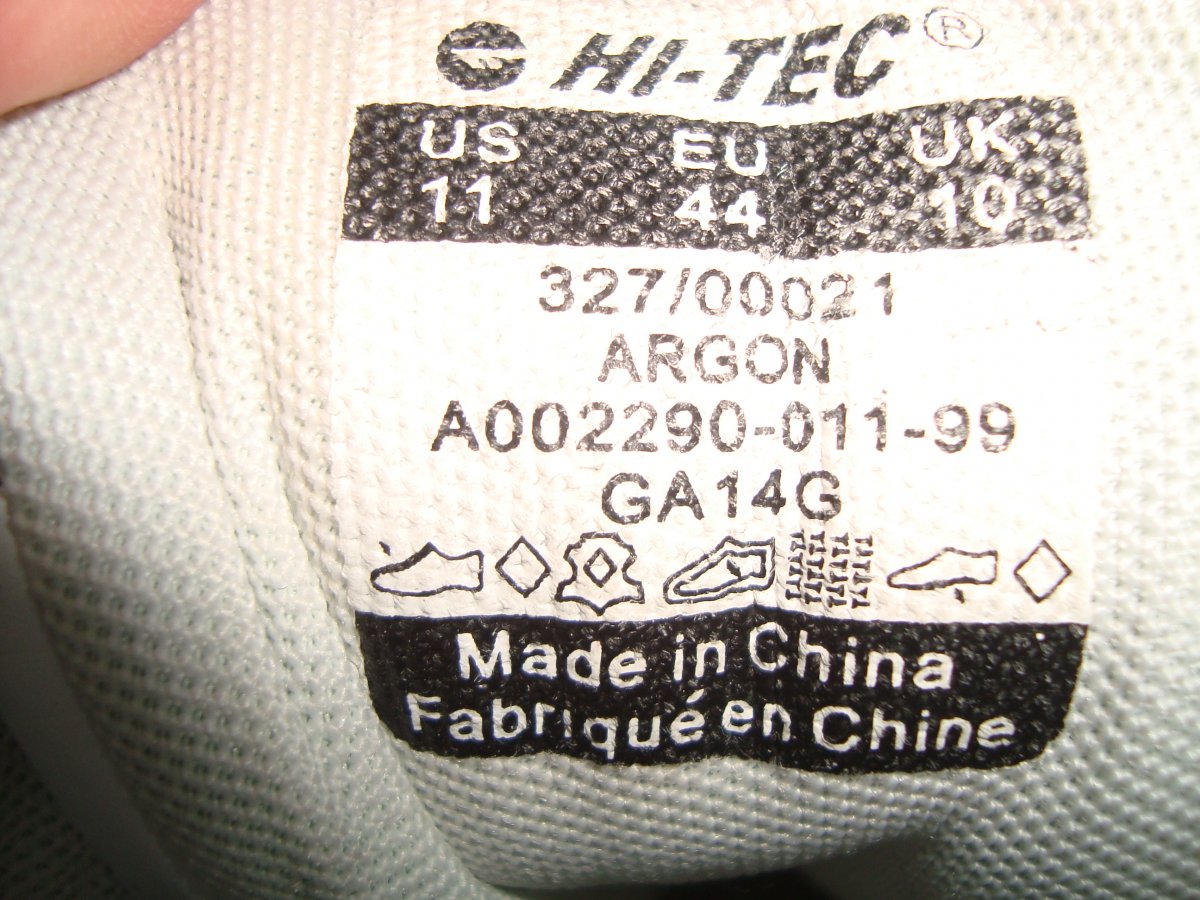 HI-TEC®
US EU UK
11 44 10
327/00021
ARGON
A002290-011-99
GA14G
Made in China
Fabriqué en Chine